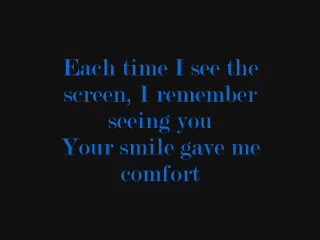 Each time I see the
screen, I remember
seeing you
Your smile gave me
comfort